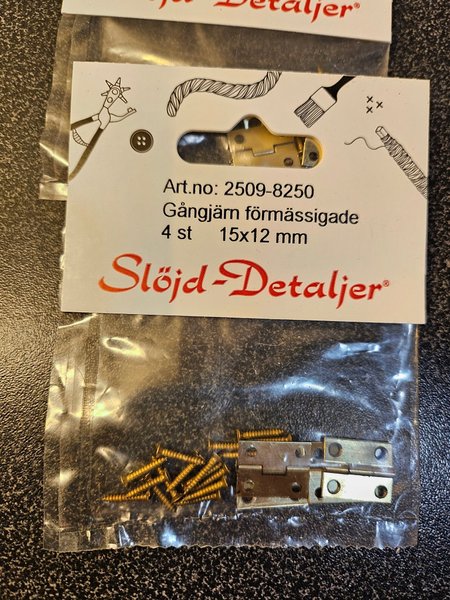 Slöjd-Detaljer®
Art.no: 2509-8250
Gångjärn förmässigade
4 st 15x12 mm
Slöjd-Detaljer®